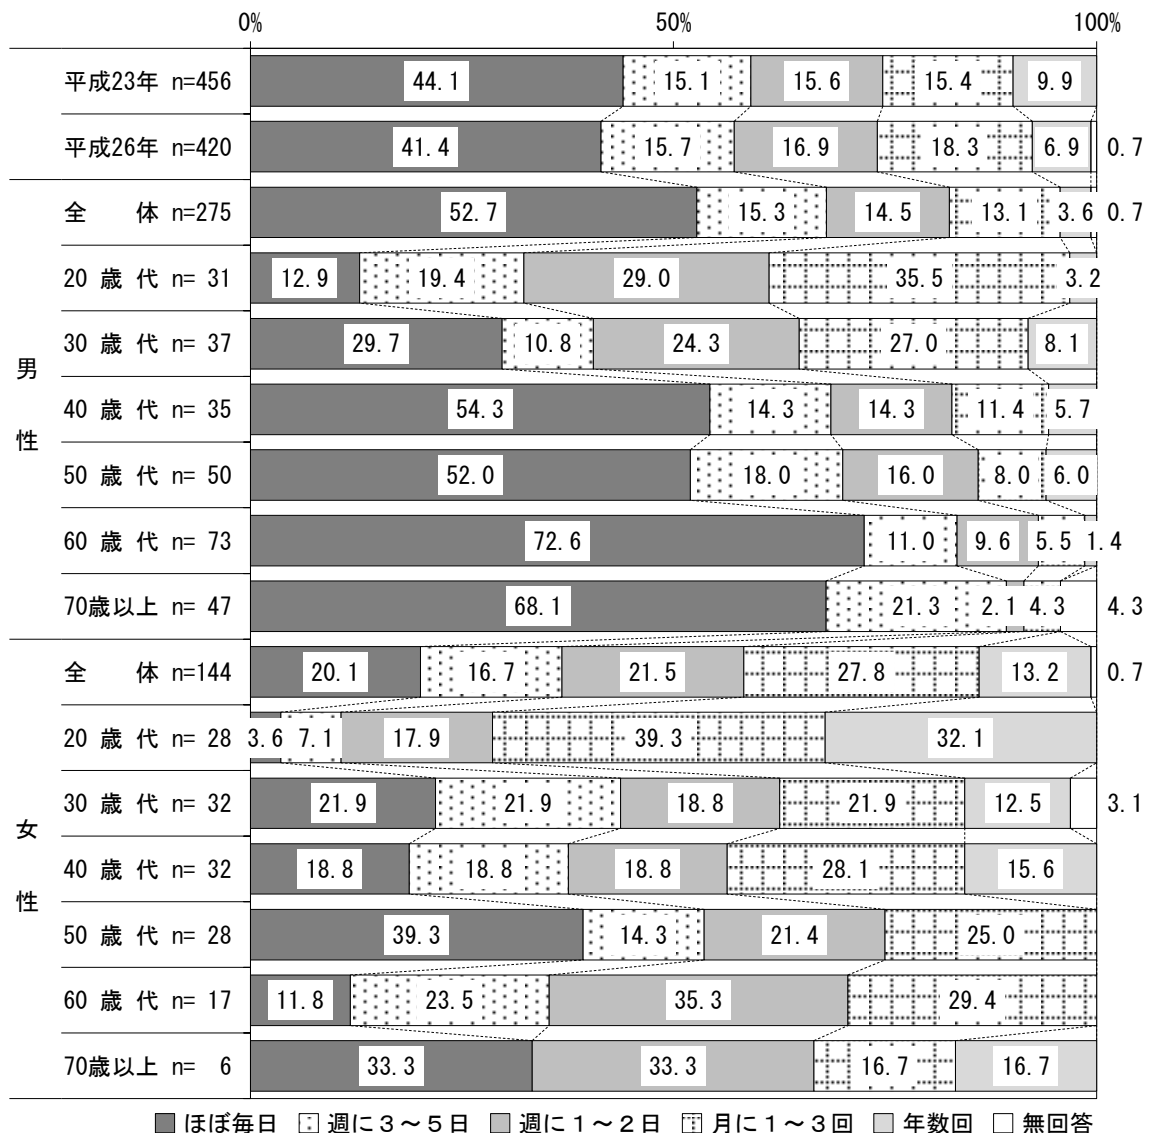 0% 50% 100%
平成23年 n=456 44.1 15.1 15.6 15.4 9.9
平成26年 n=420 41.4 15.7 16.9 18.3 6.9 0.7
男性
全 体 n=275 52.7 15.3 14.5 13.1 3.6 0.7
20 歳 代 n= 31 12.9 19.4 29.0 35.5 3.2
30 歳 代 n= 37 29.7 10.8 24.3 27.0 8.1
40 歳 代 n= 35 54.3 14.3 14.3 11.4 5.7
50 歳 代 n= 50 52.0 18.0 16.0 8.0 6.0
60 歳 代 n= 73 72.6 11.0 9.6 5.5 1.4
70歳以上 n= 47 68.1 21.3 2.1 4.3 4.3
女性
全 体 n=144 20.1 16.7 21.5 27.8 13.2 0.7
20 歳 代 n= 28 3.6 7.1 17.9 39.3 32.1
30 歳 代 n= 32 21.9 21.9 18.8 21.9 12.5 3.1
40 歳 代 n= 32 18.8 18.8 18.8 28.1 15.6
50 歳 代 n= 28 39.3 14.3 21.4 25.0
60 歳 代 n= 17 11.8 23.5 35.3 29.4
70歳以上 n= 6 33.3 33.3 16.7 16.7
ほぼ毎日 週に３～５日 週に１～２日 月に１～３回 年数回 無回答